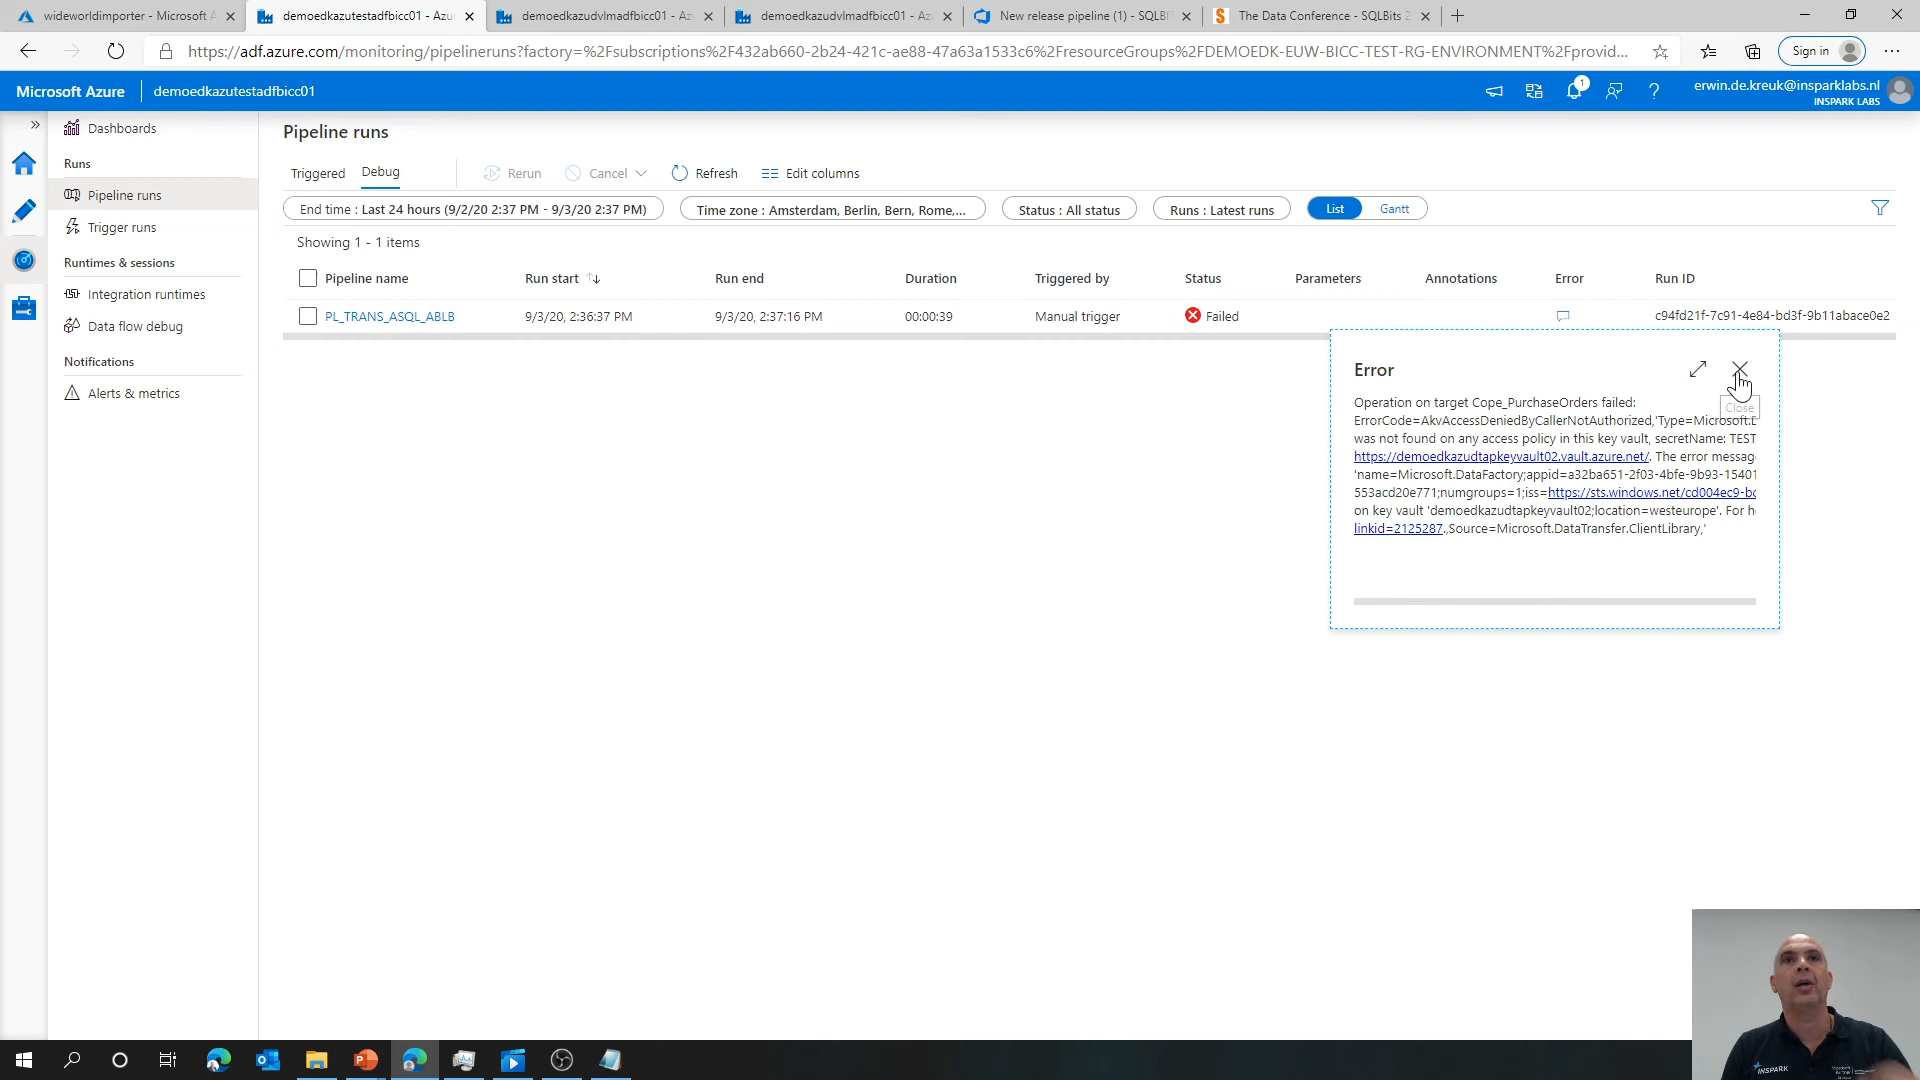 wideworldimporter - Microsoft A
demoedkazutestadfbicc01 - Azu
demoedkazudvlmadfbicc01 - Az
demoedkazudvlmadfbicc01 - Az
New release pipeline (1) - SQLBI
The Data Conference - SQLBits 2
https://adf.azure.com/monitoring/pipelineruns?factory=%2Fsubscriptions%2F432ab660-2b24-421c-ae88-47a63a1533c6%2FresourceGroups%2FDEMOEDK-EUW-BICC-TEST-RG-ENVIRONMENT%2Fprovid...
Sign in
Microsoft Azure
demoedkazutestadfbicc01
1
erwin.de.kreuk@insparklabs.nl
INSPARK LABS
Dashboards
Runs
Pipeline runs
Trigger runs
Runtimes & sessions
Integration runtimes
Data flow debug
Notifications
Alerts & metrics
Pipeline runs
Triggered Debug Rerun Cancel Refresh Edit columns
End time : Last 24 hours (9/2/20 2:37 PM - 9/3/20 2:37 PM) Time zone : Amsterdam, Berlin, Bern, Rome,... Status : All status Runs : Latest runs List Gantt
Showing 1 - 1 items
Pipeline name Run start Run end Duration Triggered by Status Parameters Annotations Error Run ID
PL_TRANS_ASQL_ABLB 9/3/20, 2:36:37 PM 9/3/20, 2:37:16 PM 00:00:39 Manual trigger Failed c94fd21f-7c91-4e84-bd3f-9b11abace0e2
Error
Close
Operation on target Cope_PurchaseOrders failed:
ErrorCode=AkvAccessDeniedByCallerNotAuthorized,'Type=Microsoft.D
was not found on any access policy in this key vault, secretName: TEST
https://demoedkazudtapkeyvault02.vault.azure.net/. The error messag
'name=Microsoft.DataFactory;appid=a32ba651-2f03-4bfe-9b93-15401
553acd20e771;numgroups=1;iss=https://sts.windows.net/cd004ec9-bc
on key vault 'demoedkazudtapkeyvault02;location=westeurope'. For h
linkid=2125287.,Source=Microsoft.DataTransfer.ClientLibrary,'
INSPARK